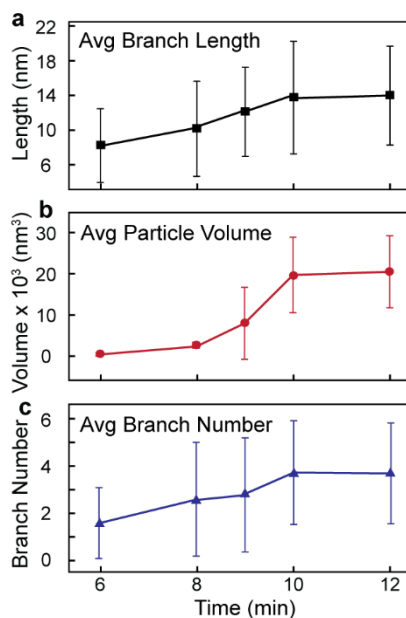 a
Avg Branch Length
Length (nm)
22
18
14
10
6
b
Avg Particle Volume
Volume x 10³ (nm³)
30
20
10
0
c
Avg Branch Number
Branch Number
6
4
2
0
6 8 10 12
Time (min)